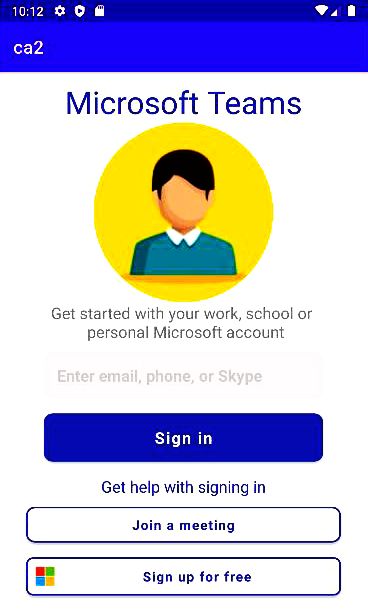 10:12
ca2
Microsoft Teams
Get started with your work, school or
personal Microsoft account
Enter email, phone, or Skype
Sign in
Get help with signing in
Join a meeting
Sign up for free